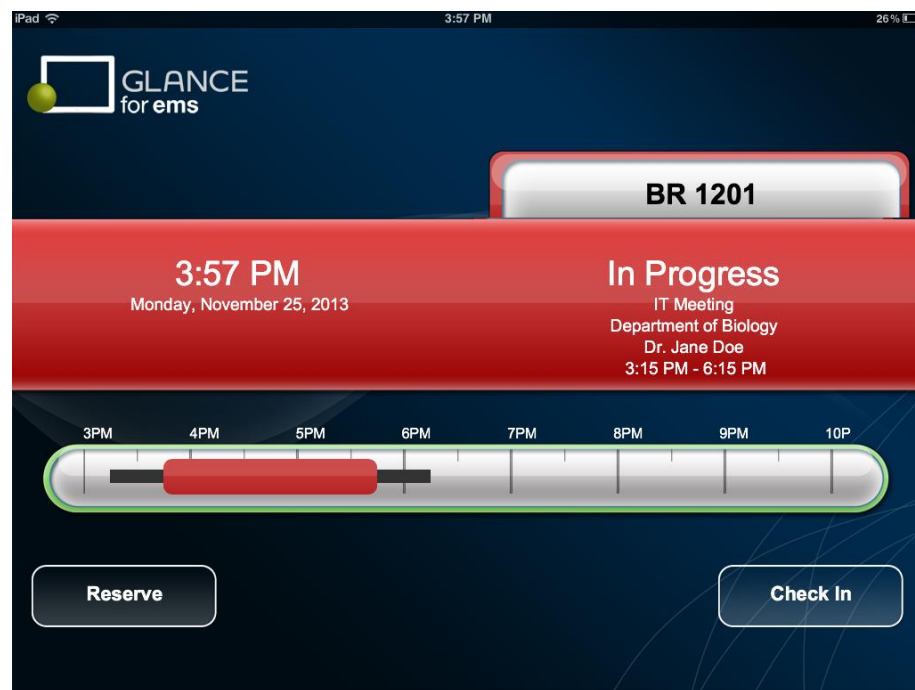 iPad 3:57 PM 26%
GLANCE
for ems
BR 1201
3:57 PM
Monday, November 25, 2013
In Progress
IT Meeting
Department of Biology
Dr. Jane Doe
3:15 PM - 6:15 PM
3PM 4PM 5PM 6PM 7PM 8PM 9PM 10P
Reserve Check In